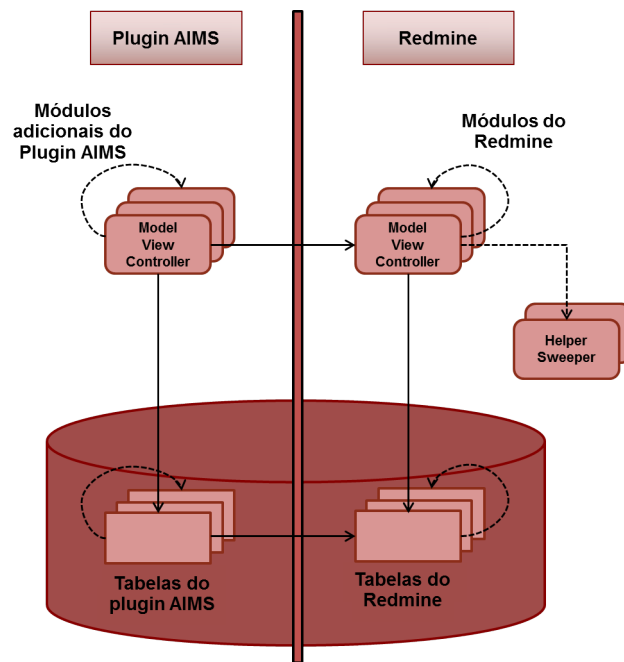 Plugin AIMS
Redmine
Módulos
adicionais do
Plugin AIMS
Módulos do
Redmine
Model
View
Controller
Model
View
Controller
Helper
Sweeper
Tabelas do
plugin AIMS
Tabelas do
Redmine